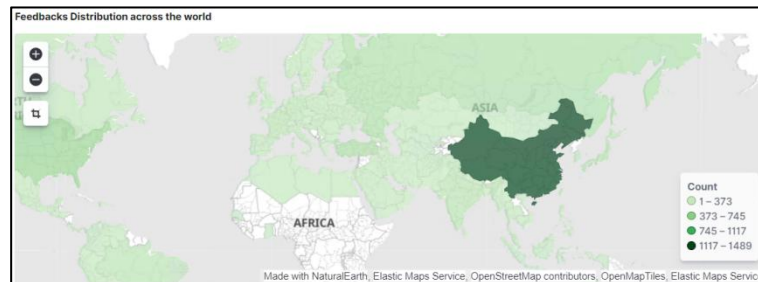 Feedbacks Distribution across the world
ASIA
AFRICA
Count
1 – 373
373 – 745
745 – 1117
1117 – 1489
Made with NaturalEarth, Elastic Maps Service, OpenStreetMap contributors, OpenMapTiles, Elastic Maps Service